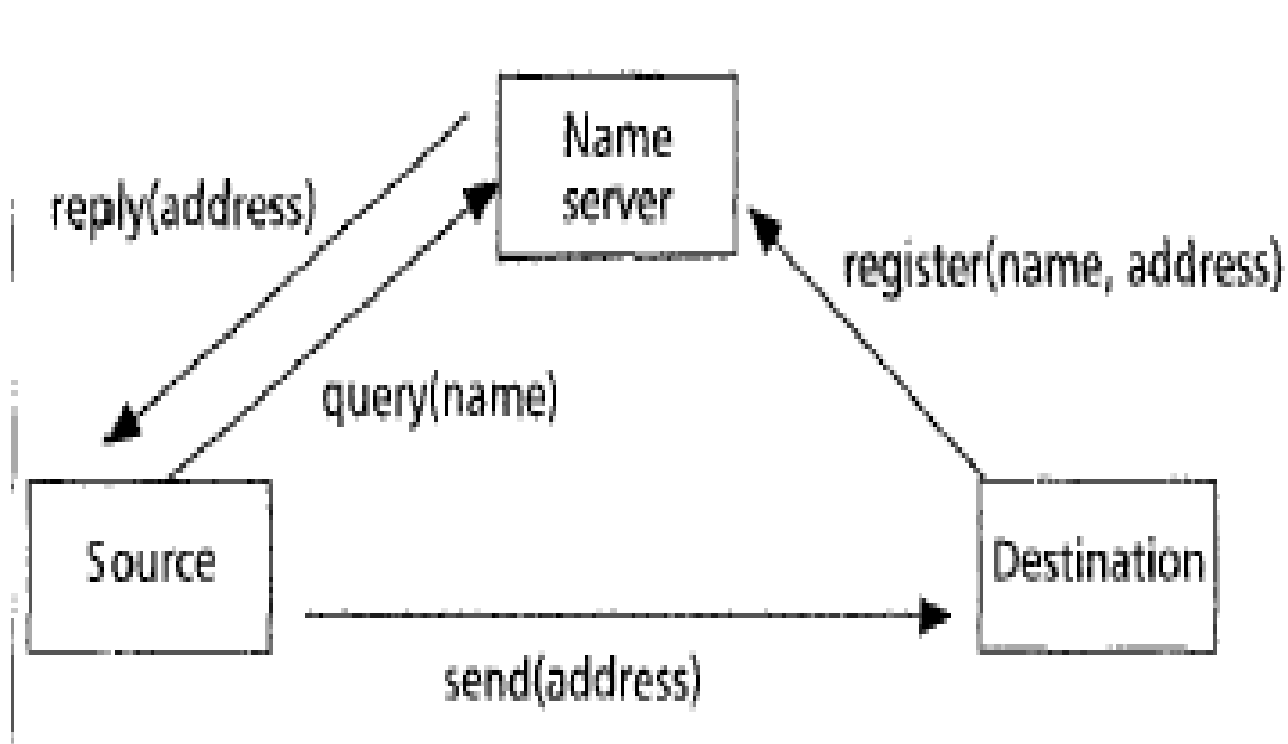 Name
server
reply(address)
register(name, address)
query(name)
Source
Destination
send(address)